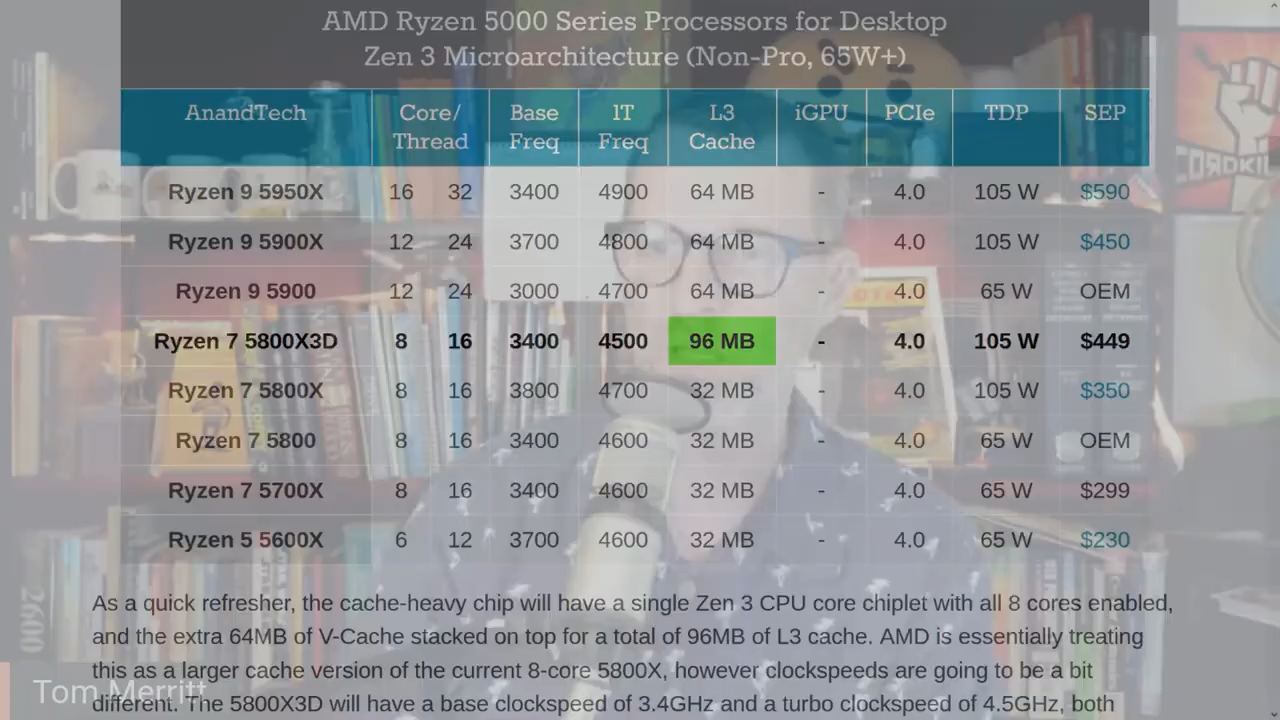 AMD Ryzen 5000 Series Processors for Desktop
Zen 3 Microarchitecture (Non-Pro, 65W+)
AnandTech Core/Thread Base Freq IT Freq L3 Cache iGPU PCIe TDP SEP
Ryzen 9 5950X 16 32 3400 4900 64 MB - 4.0 105 W $590
Ryzen 9 5900X 12 24 3700 4800 64 MB - 4.0 105 W $450
Ryzen 9 5900 12 24 3000 4700 64 MB - 4.0 65 W OEM
Ryzen 7 5800X3D 8 16 3400 4500 96 MB - 4.0 105 W $449
Ryzen 7 5800X 8 16 3800 4700 32 MB - 4.0 105 W $350
Ryzen 7 5800 8 16 3400 4600 32 MB - 4.0 65 W OEM
Ryzen 7 5700X 8 16 3400 4600 32 MB - 4.0 65 W $299
Ryzen 5 5600X 6 12 3700 4600 32 MB - 4.0 65 W $230
As a quick refresher, the cache-heavy chip will have a single Zen 3 CPU core chiplet with all 8 cores enabled,
and the extra 64MB of V-Cache stacked on top for a total of 96MB of L3 cache. AMD is essentially treating
this as a larger cache version of the current 8-core 5800X, however clockspeeds are going to be a bit
different. The 5800X3D will have a base clockspeed of 3.4GHz and a turbo clockspeed of 4.5GHz, both
Tom Merritt
2600